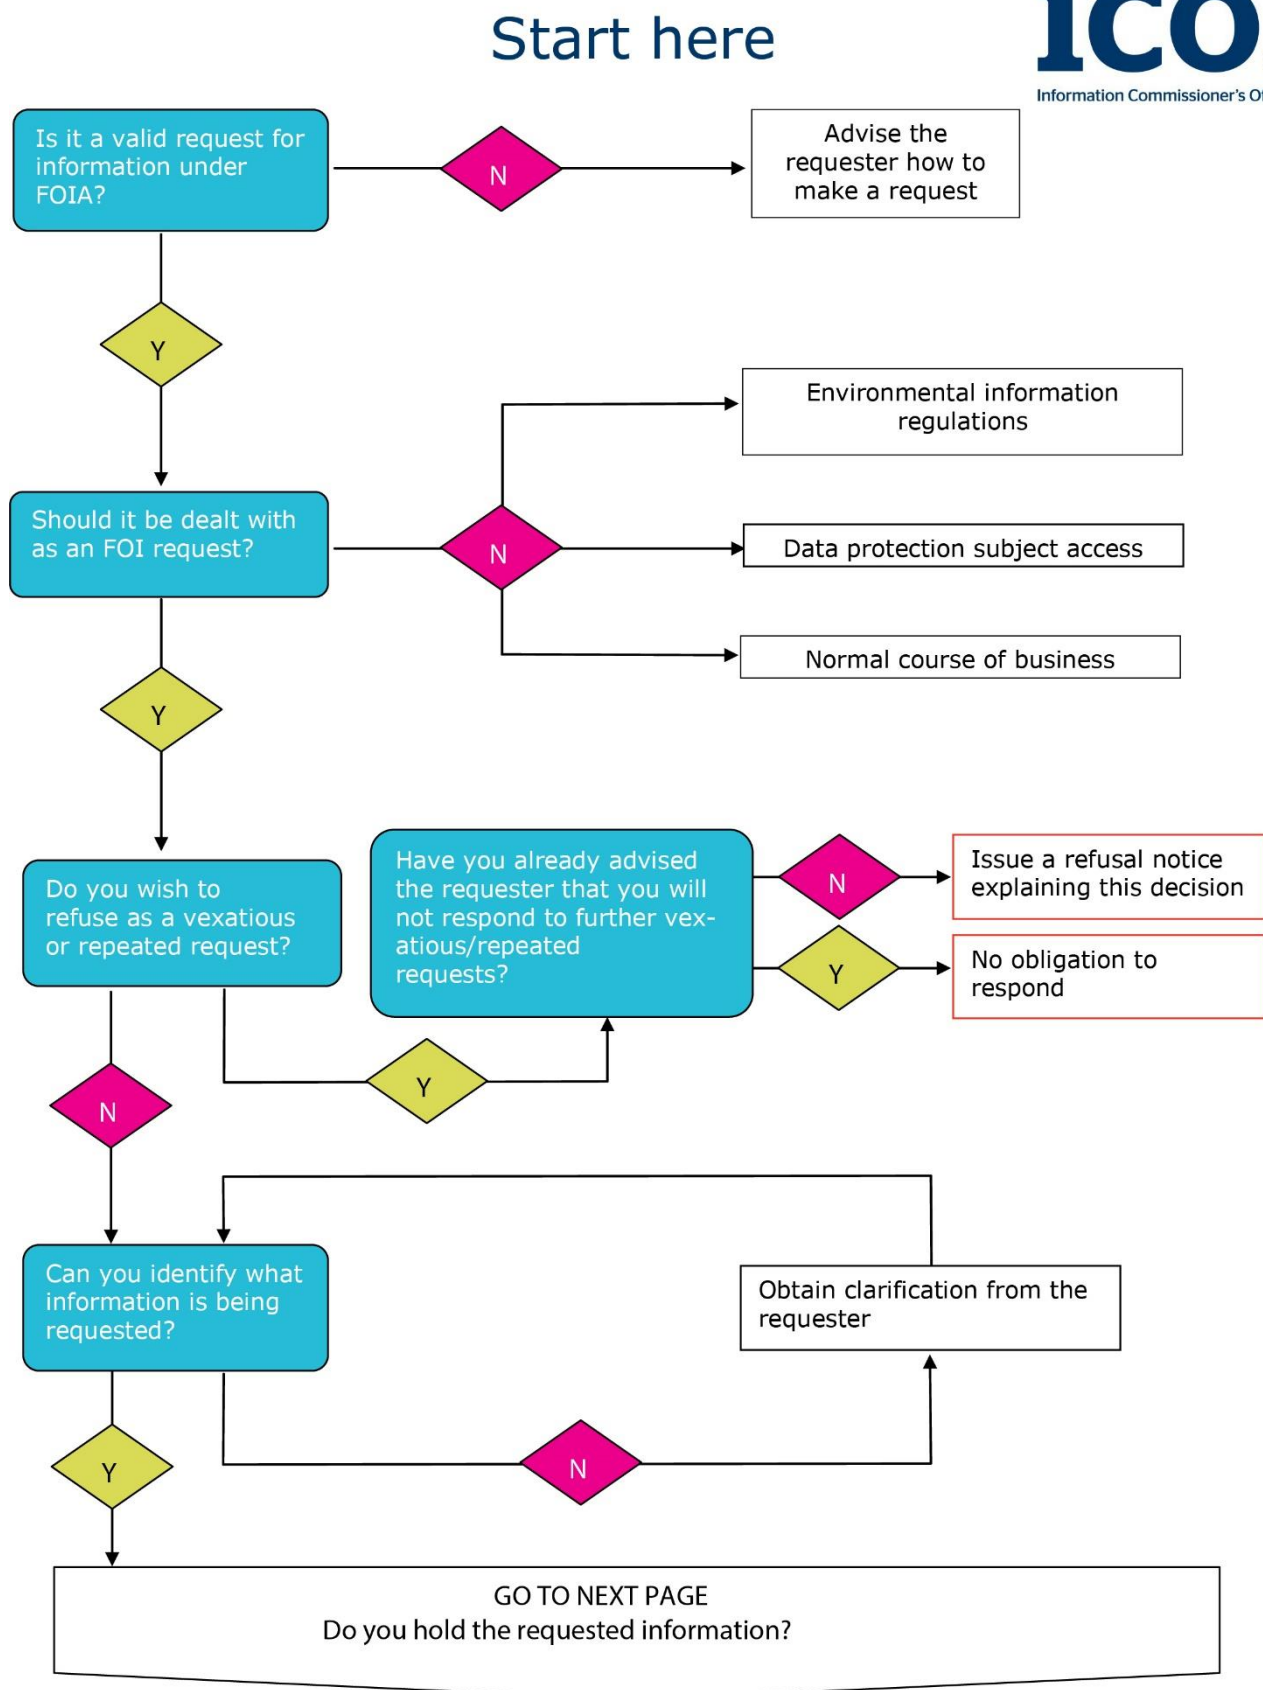 Start here
ico
Information Commissioner's Of
Is it a valid request for
information under
FOIA?
N
Advise the
requester how to
make a request
Y
Environmental information
regulations
Should it be dealt with
as an FOI request?
N
Data protection subject access
Normal course of business
Y
Do you wish to
refuse as a vexatious
or repeated request?
Have you already advised
the requester that you will
not respond to further vex-
atious/repeated
requests?
N
Issue a refusal notice
explaining this decision
Y
No obligation to
respond
Y
N
Can you identify what
information is being
requested?
Obtain clarification from the
requester
Y
N
GO TO NEXT PAGE
Do you hold the requested information?